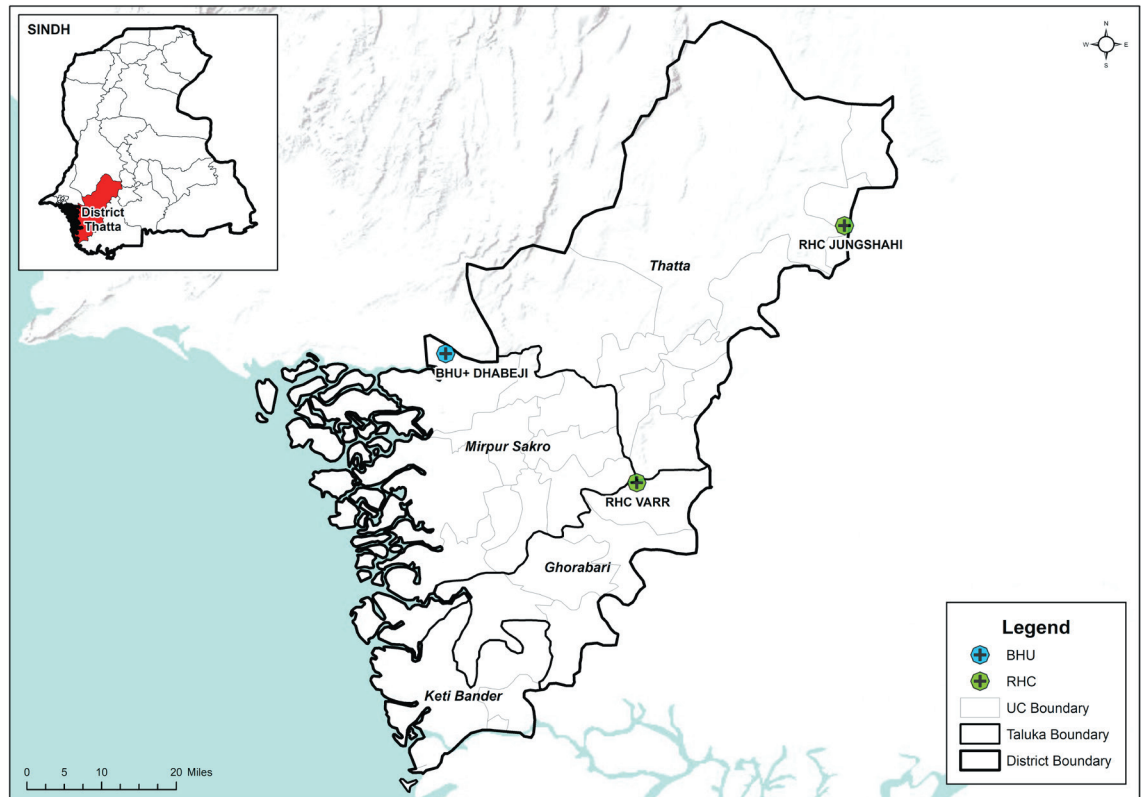 SINDH
District
Thatta
N
W
E
S
RHC JUNGSHAHI
Thatta
BHU+ DHABEJI
Mirpur Sakro
RHC VARR
Ghorabari
Keti Bander
Legend
BHU
RHC
UC Boundary
Taluka Boundary
District Boundary
0 5 10 20 Miles